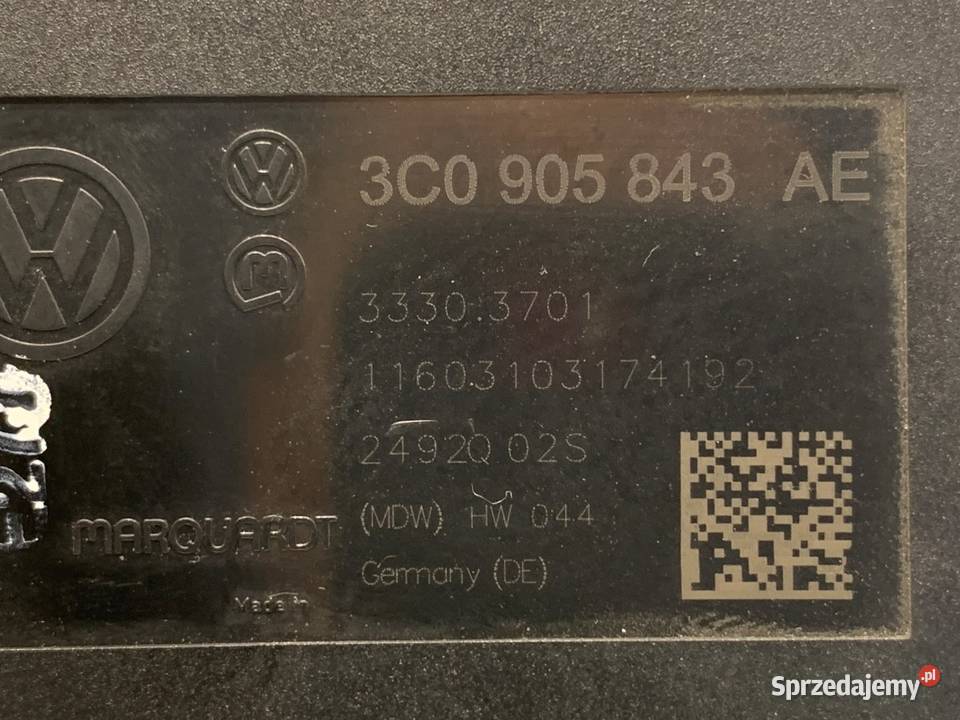 3C0 905 843 AE
3330.3701
11603103174192
2492Q 02S
(MDW) HW 044
MARQUARDT
Germany (DE)
Made in
Sprzedajemy.pl